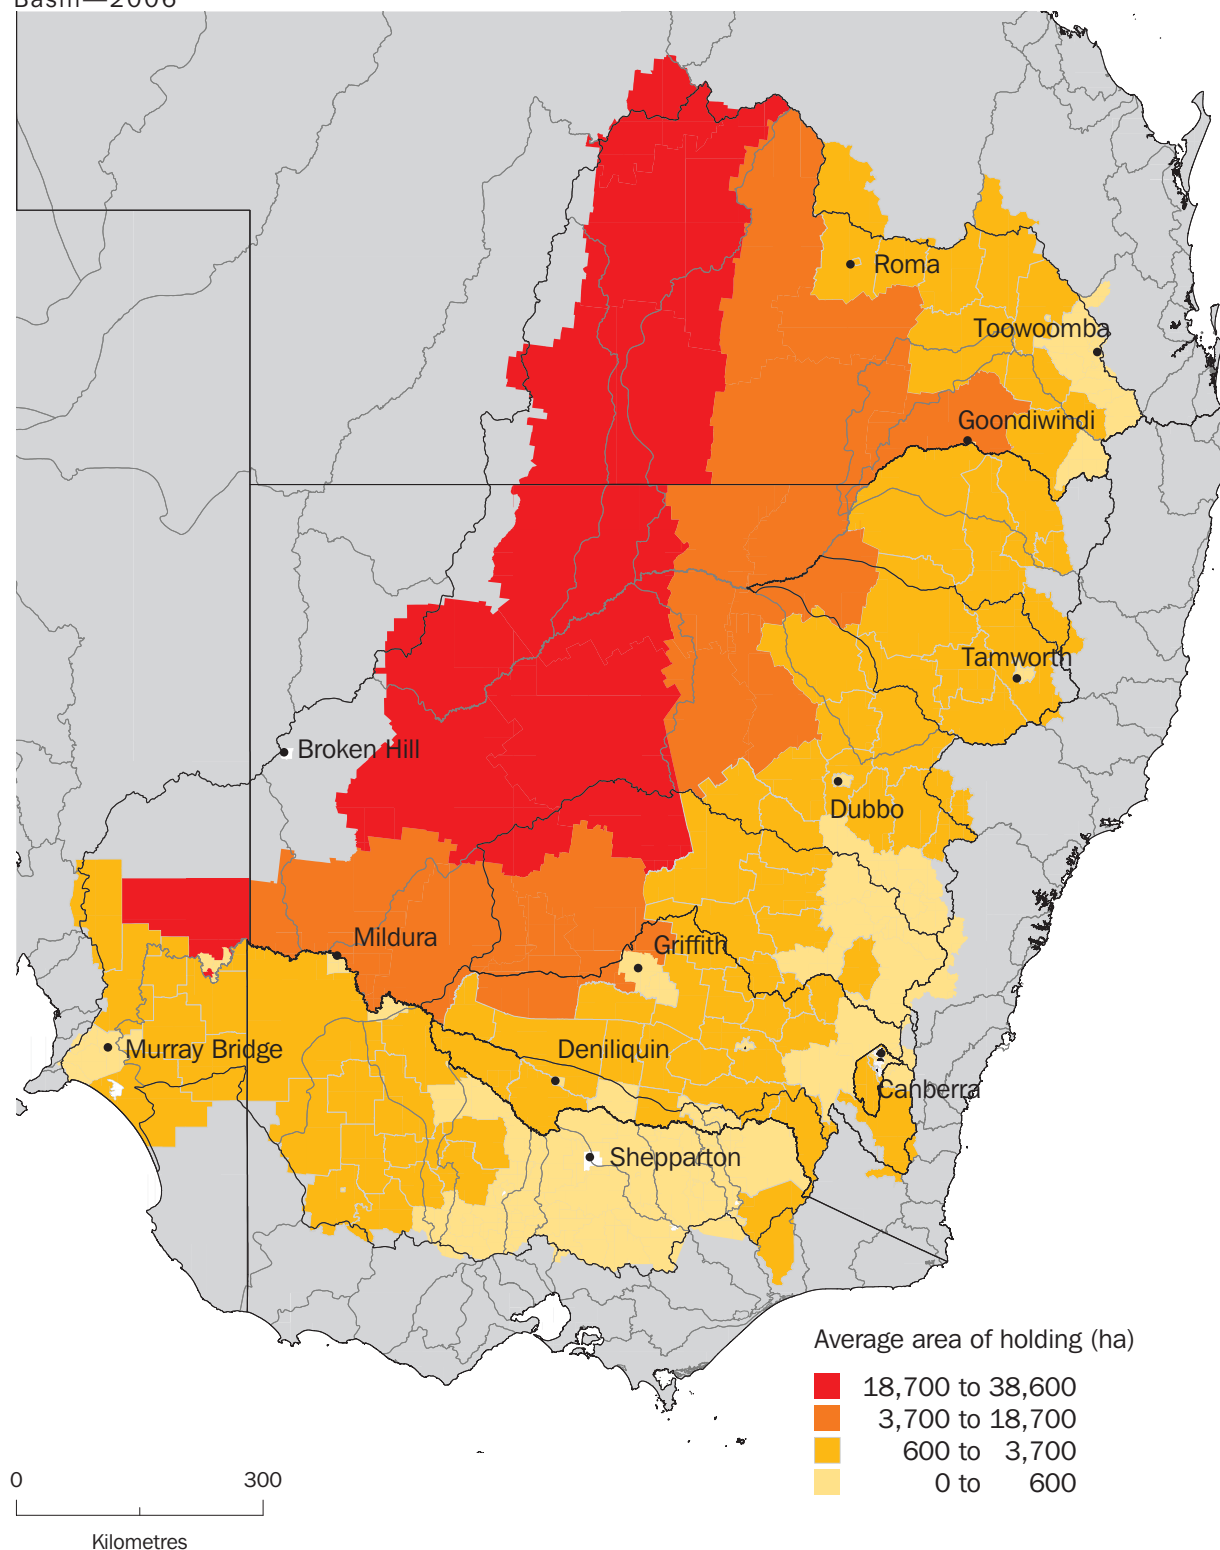 Basin—2006
Roma
Toowoomba
Goondiwindi
Tamworth
Broken Hill
Dubbo
Mildura
Griffith
Murray Bridge
Deniliquin
Canberra
Shepparton
Average area of holding (ha)
18,700 to 38,600
3,700 to 18,700
600 to 3,700
0 to 600
0 300
Kilometres